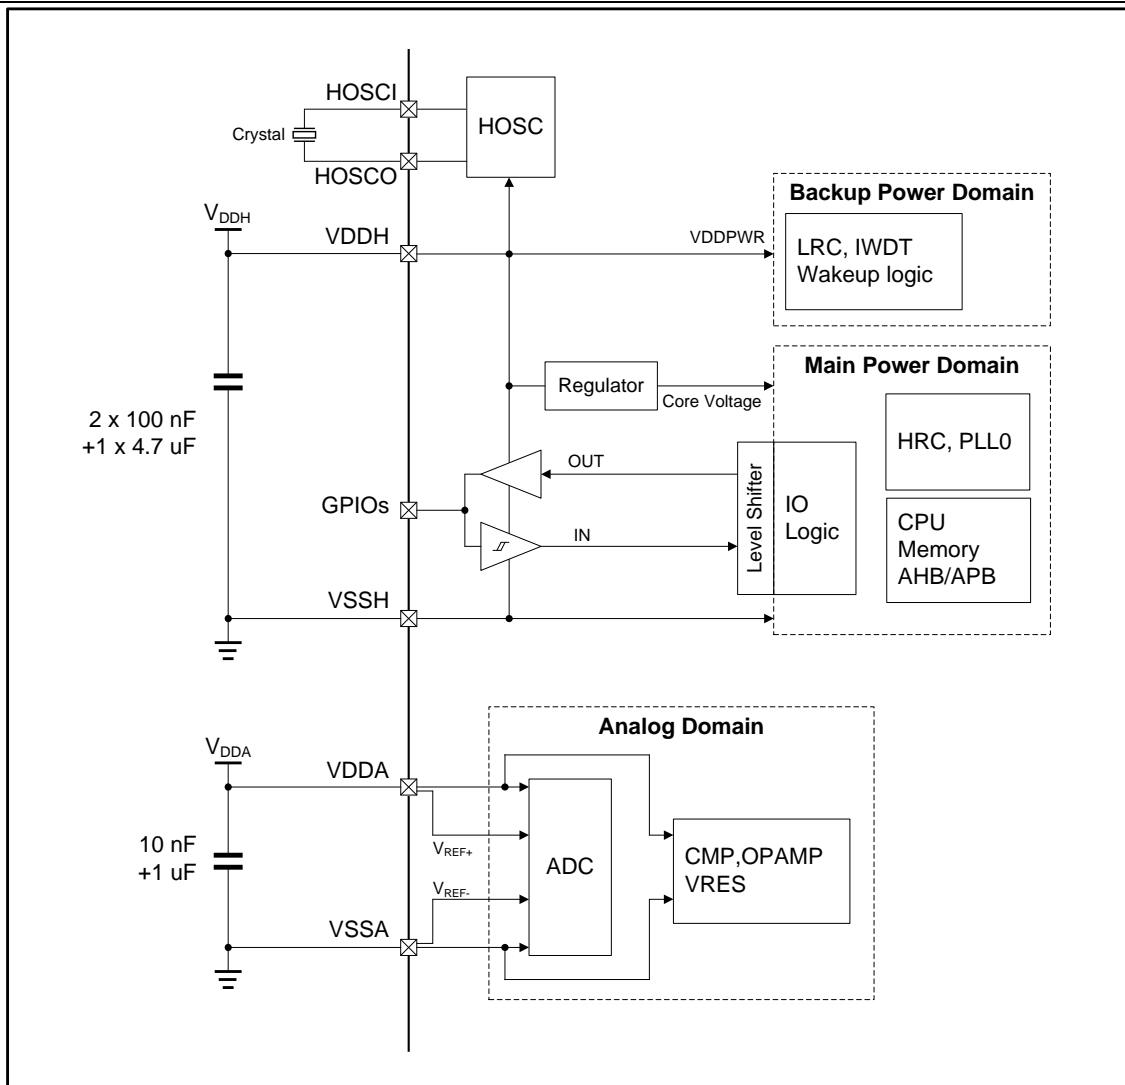 HOSCI
HOSC
Crystal
HOSCO
VDDH
VDDH
VDDPWR
Backup Power Domain
LRC, IWDT
Wakeup logic
Main Power Domain
Regulator
Core Voltage
2 x 100 nF
+1 x 4.7 uF
HRC, PLL0
OUT
GPIOs
IN
Level Shifter
IO
Logic
CPU
Memory
AHB/APB
VSSH
Analog Domain
VDDA
VDDA
VREF+
10 nF
+1 uF
ADC
CMP,OPAMP
VRES
VREF-
VSSA